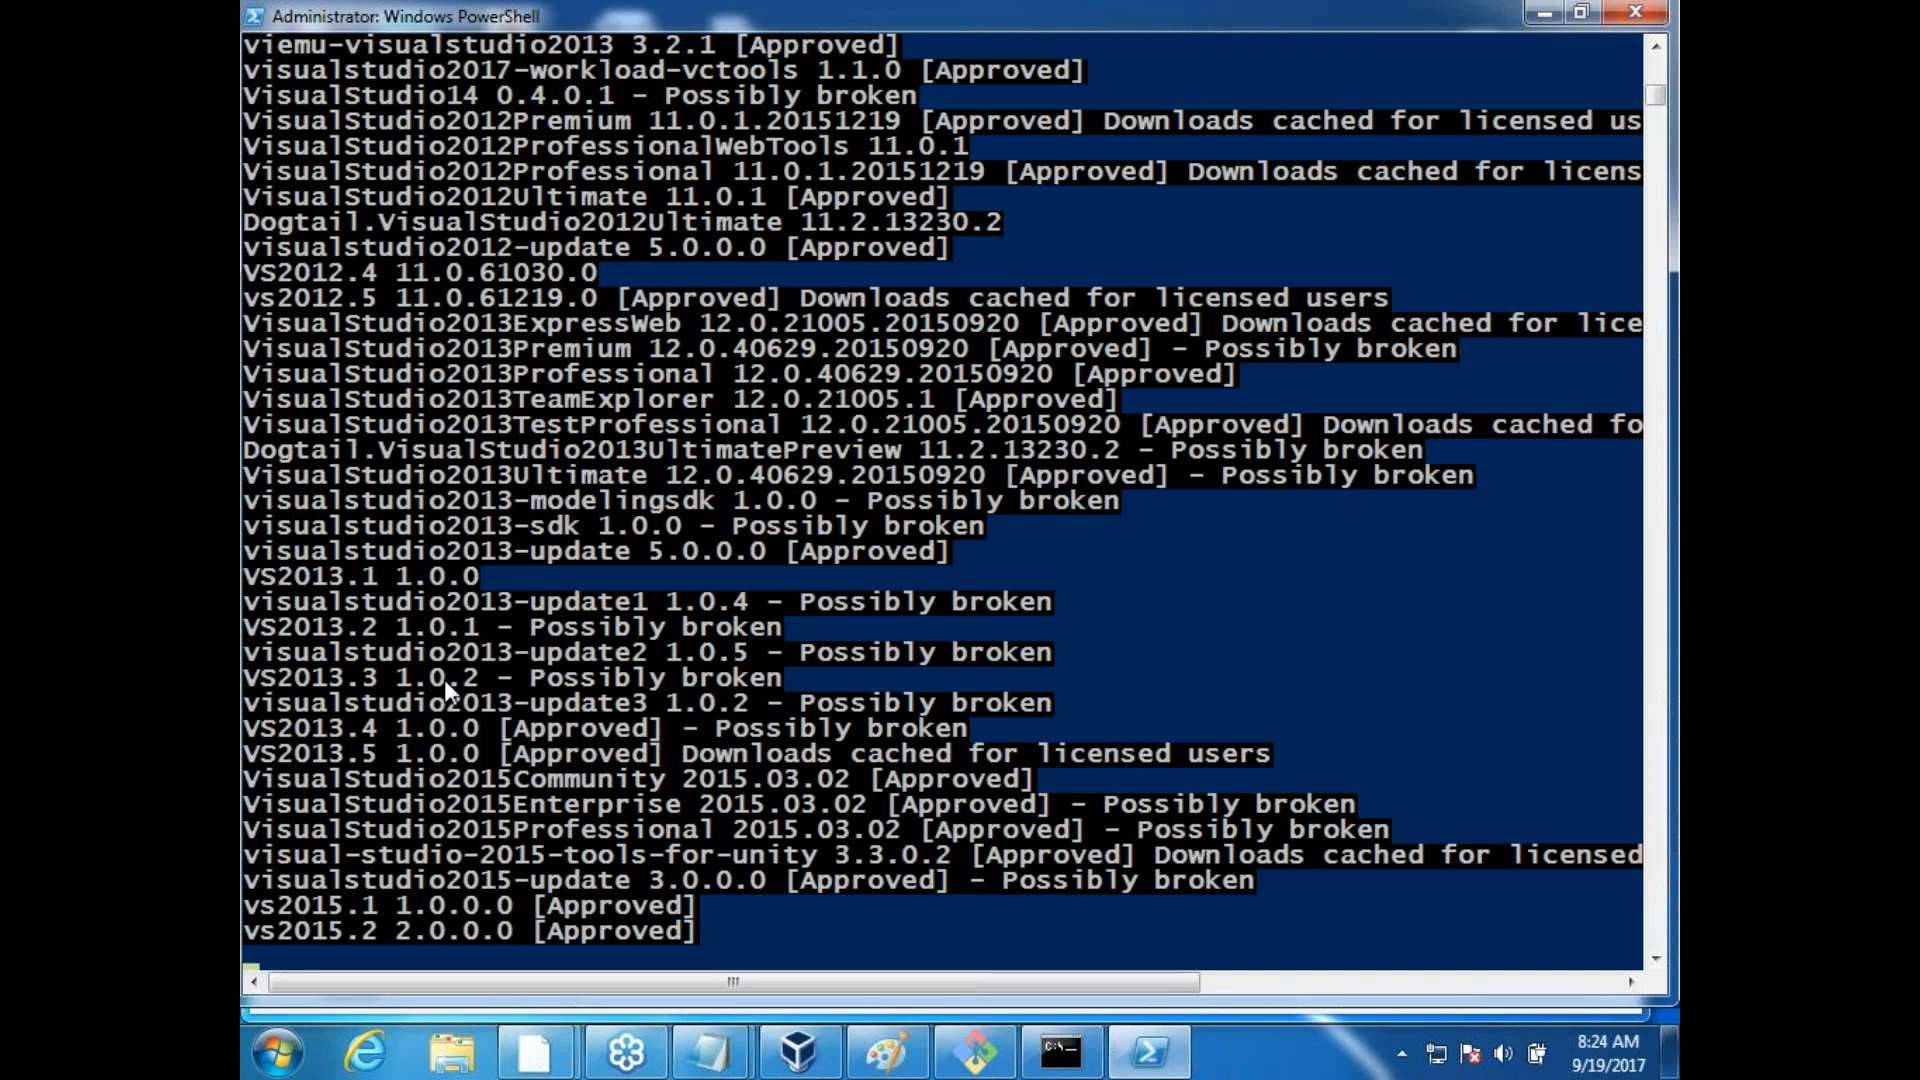 Administrator: Windows PowerShell
viemu-visualstudio2013 3.2.1 [Approved]
visualstudio2017-workload-vctools 1.1.0 [Approved]
VisualStudio14 0.4.0.1 - Possibly broken
VisualStudio2012Premium 11.0.1.20151219 [Approved] Downloads cached for licensed us
VisualStudio2012ProfessionalWebTools 11.0.1
VisualStudio2012Professional 11.0.1.20151219 [Approved] Downloads cached for licens
VisualStudio2012Ultimate 11.0.1 [Approved]
Dogtail.VisualStudio2012Ultimate 11.2.13230.2
visualstudio2012-update 5.0.0.0 [Approved]
VS2012.4 11.0.61030.0
vs2012.5 11.0.61219.0 [Approved] Downloads cached for licensed users
VisualStudio2013ExpressWeb 12.0.21005.20150920 [Approved] Downloads cached for lice
VisualStudio2013Premium 12.0.40629.20150920 [Approved] - Possibly broken
VisualStudio2013Professional 12.0.40629.20150920 [Approved]
VisualStudio2013TeamExplorer 12.0.21005.1 [Approved]
VisualStudio2013TestProfessional 12.0.21005.20150920 [Approved] Downloads cached fo
Dogtail.VisualStudio2013UltimatePreview 11.2.13230.2 - Possibly broken
VisualStudio2013Ultimate 12.0.40629.20150920 [Approved] - Possibly broken
visualstudio2013-modelingsdk 1.0.0 - Possibly broken
visualstudio2013-sdk 1.0.0 - Possibly broken
visualstudio2013-update 5.0.0.0 [Approved]
VS2013.1 1.0.0
visualstudio2013-update1 1.0.4 - Possibly broken
VS2013.2 1.0.1 - Possibly broken
visualstudio2013-update2 1.0.5 - Possibly broken
VS2013.3 1.0.2 - Possibly broken
visualstudio2013-update3 1.0.2 - Possibly broken
VS2013.4 1.0.0 [Approved] - Possibly broken
VS2013.5 1.0.0 [Approved] Downloads cached for licensed users
VisualStudio2015Community 2015.03.02 [Approved]
VisualStudio2015Enterprise 2015.03.02 [Approved] - Possibly broken
VisualStudio2015Professional 2015.03.02 [Approved] - Possibly broken
visual-studio-2015-tools-for-unity 3.3.0.2 [Approved] Downloads cached for licensed
visualstudio2015-update 3.0.0.0 [Approved] - Possibly broken
vs2015.1 1.0.0.0 [Approved]
vs2015.2 2.0.0.0 [Approved]
C:\_
8:24 AM
9/19/2017